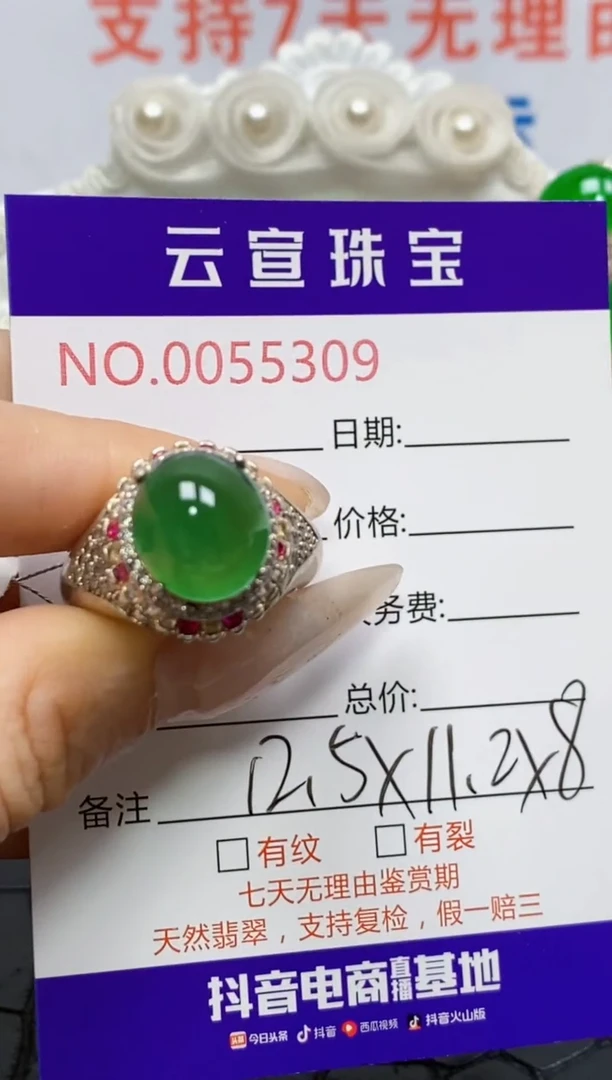 支持7天无理由
云宣珠宝
NO.0055309
日期:
价格:
务费:
总价:
备注 12.5X11.2X8
□有纹 □有裂
七天无理由鉴赏期
天然翡翠，支持复检，假一赔三
抖音电商直播基地
头条 今日头条 抖音 西瓜视频 抖音火山版